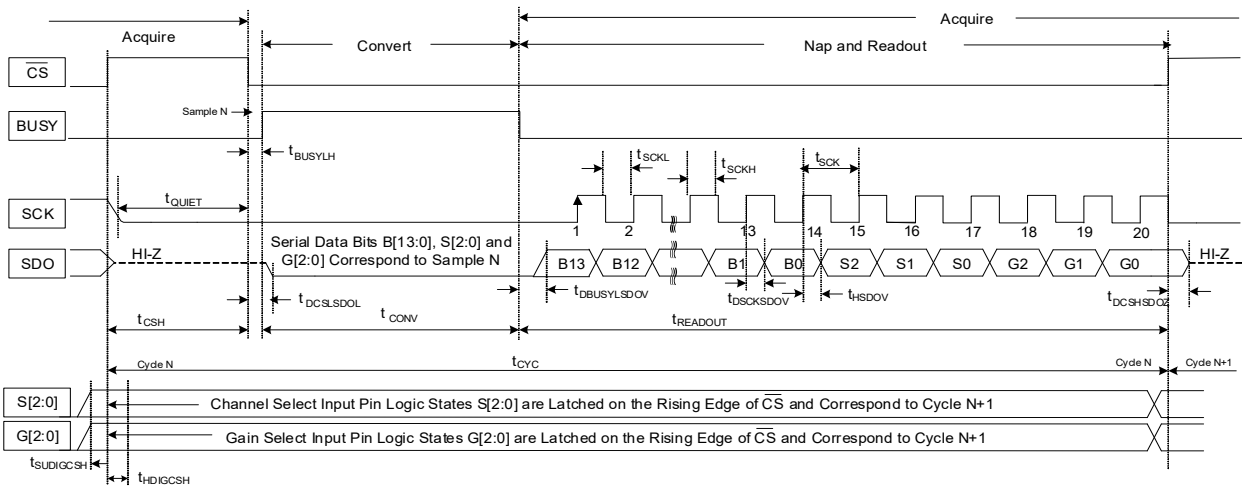 Acquire
Acquire
Convert
Nap and Readout
CS
Sample N
BUSY
tBUSYLH
tSCKL
tSCKH
tSCK
tQUIET
SCK
1 2 13 14 15 16 17 18 19 20
Serial Data Bits B[13:0], S[2:0] and
G[2:0] Correspond to Sample N
SDO
HI-Z
B13 B12 B1 B0 S2 S1 S0 G2 G1 G0
HI-Z
tDCSLSDOL
tDBUSYLSDOV
tDSCKSDOV
tHSDOV
tDCSHSDOZ
tCSH
tCONV
tREADOUT
Cycle N
tCYC
Cycle N
Cycle N+1
S[2:0]
Channel Select Input Pin Logic States S[2:0] are Latched on the Rising Edge of CS and Correspond to Cycle N+1
G[2:0]
Gain Select Input Pin Logic States G[2:0] are Latched on the Rising Edge of CS and Correspond to Cycle N+1
tSUDIGCSH
tHDIGCSH